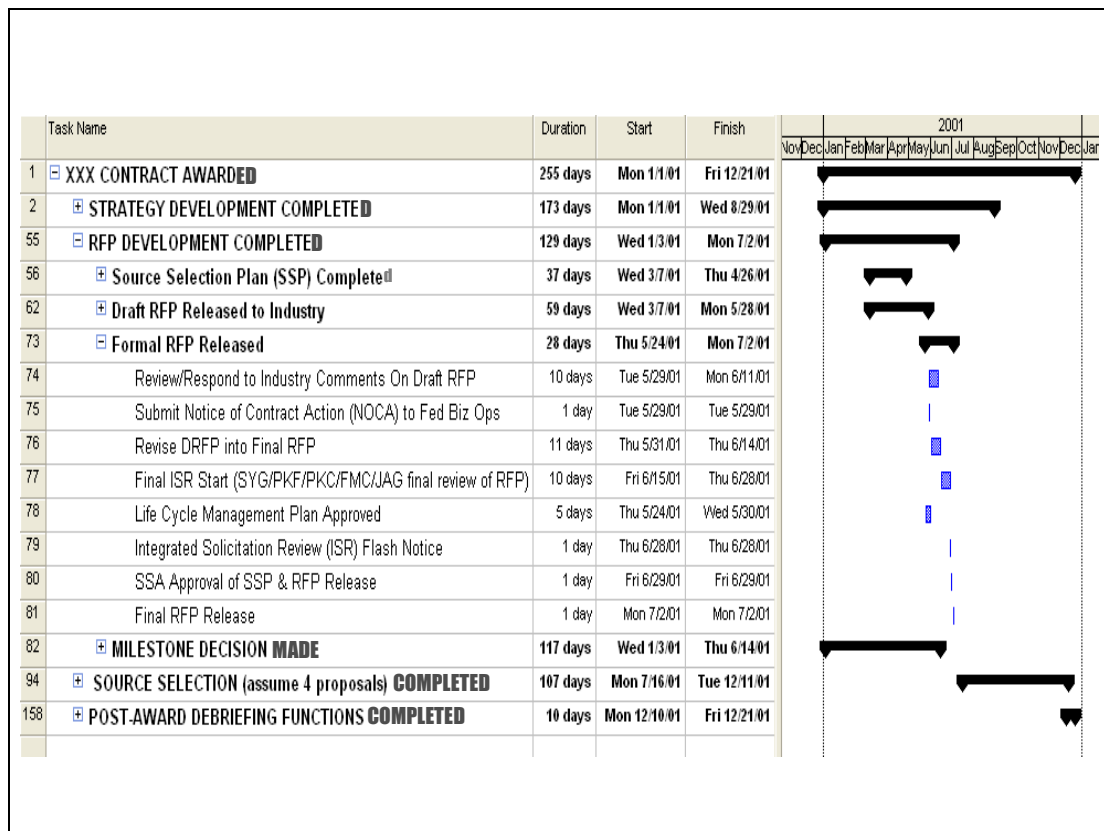 Task Name Duration Start Finish 2001
Nov Dec Jan Feb Mar Apr May Jun Jul Aug Sep Oct Nov Dec Jan
1 XXX CONTRACT AWARDED 255 days Mon 1/1/01 Fri 12/21/01
2 STRATEGY DEVELOPMENT COMPLETED 173 days Mon 1/1/01 Wed 8/29/01
55 RFP DEVELOPMENT COMPLETED 129 days Wed 1/3/01 Mon 7/2/01
56 Source Selection Plan (SSP) Completed 37 days Wed 3/7/01 Thu 4/26/01
62 Draft RFP Released to Industry 59 days Wed 3/7/01 Mon 5/28/01
73 Formal RFP Released 28 days Thu 5/24/01 Mon 7/2/01
74 Review/Respond to Industry Comments On Draft RFP 10 days Tue 5/29/01 Mon 6/11/01
75 Submit Notice of Contract Action (NOCA) to Fed Biz Ops 1 day Tue 5/29/01 Tue 5/29/01
76 Revise DRFP into Final RFP 11 days Thu 5/31/01 Thu 6/14/01
77 Final ISR Start (SYG/PKF/PKC/FMC/JAG final review of RFP) 10 days Fri 6/15/01 Thu 6/28/01
78 Life Cycle Management Plan Approved 5 days Thu 5/24/01 Wed 5/30/01
79 Integrated Solicitation Review (ISR) Flash Notice 1 day Thu 6/28/01 Thu 6/28/01
80 SSA Approval of SSP & RFP Release 1 day Fri 6/29/01 Fri 6/29/01
81 Final RFP Release 1 day Mon 7/2/01 Mon 7/2/01
82 MILESTONE DECISION MADE 117 days Wed 1/3/01 Thu 6/14/01
94 SOURCE SELECTION (assume 4 proposals) COMPLETED 107 days Mon 7/16/01 Tue 12/11/01
158 POST-AWARD DEBRIEFING FUNCTIONS COMPLETED 10 days Mon 12/10/01 Fri 12/21/01